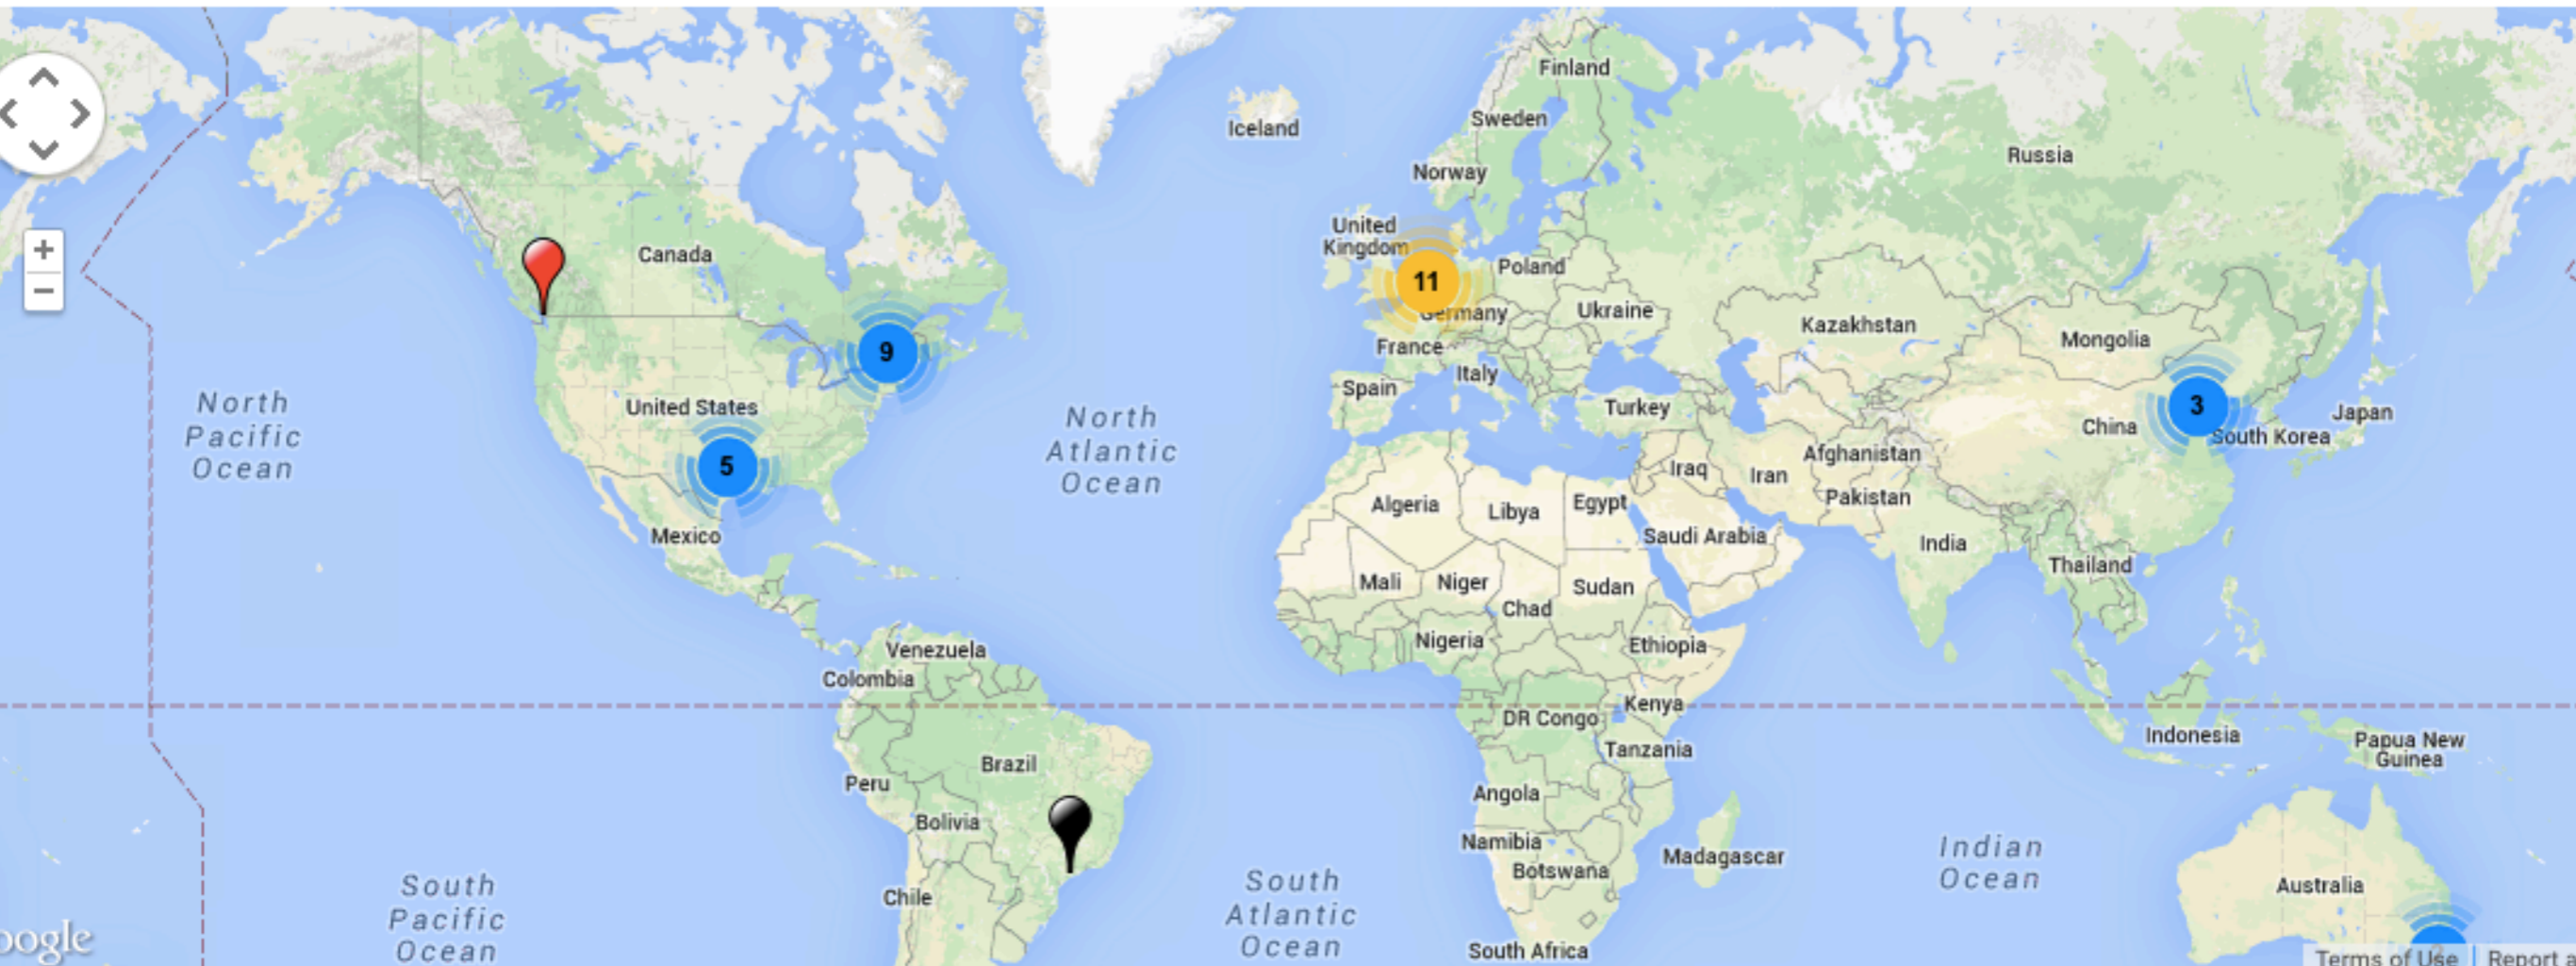 Finland
Sweden
Iceland
Russia
Norway
United
Kingdom
Canada
Poland
11
Germany
Ukraine
Kazakhstan
Mongolia
France
9
Italy
Spain
3
China
Japan
South Korea
United States
Turkey
North
Pacific
Ocean
North
Atlantic
Ocean
5
Afghanistan
Iraq
Iran
Pakistan
Algeria
Libya
Egypt
Saudi Arabia
Mexico
India
Thailand
Mali
Niger
Sudan
Chad
Nigeria
Ethiopia
Venezuela
Colombia
Kenya
DR Congo
Tanzania
Indonesia
Papua New
Guinea
Brazil
Peru
Angola
Bolivia
Namibia
Botswana
Madagascar
Indian
Ocean
Chile
Australia
South
Pacific
Ocean
South
Atlantic
Ocean
South Africa
oogle
Terms of Use
Report a